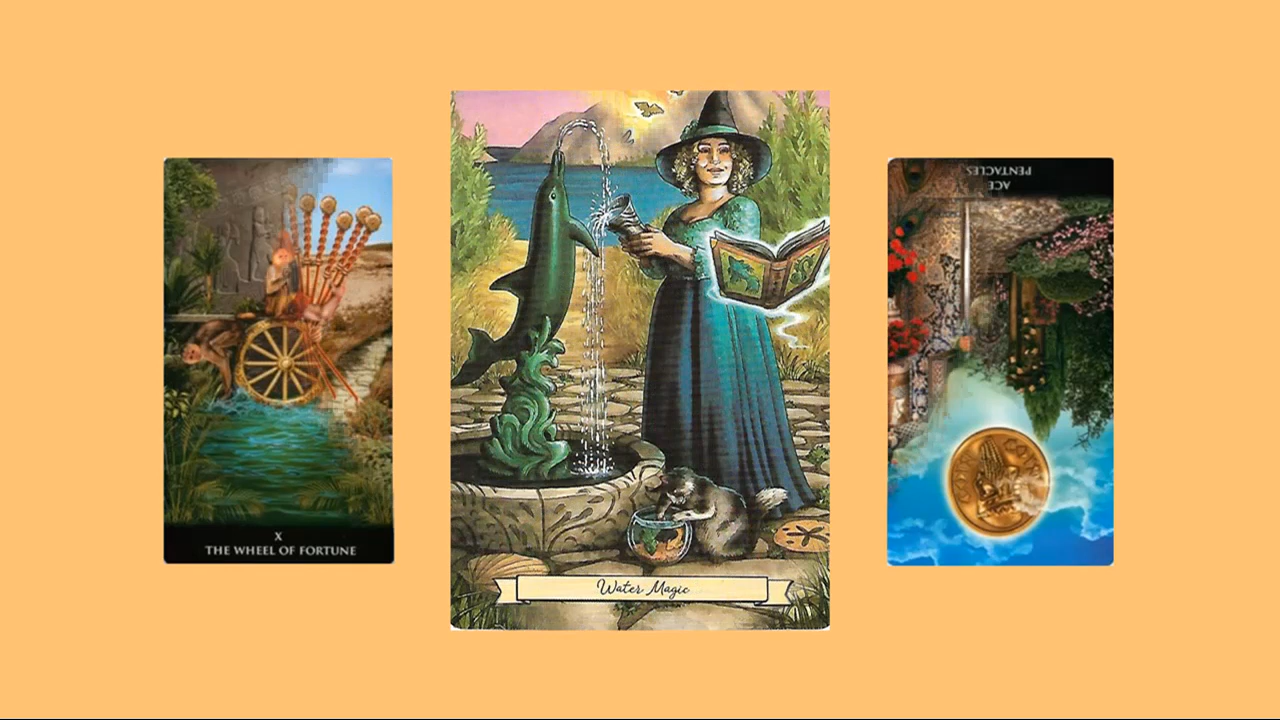 X
THE WHEEL OF FORTUNE
Water Magic
ACE
PENTACLES